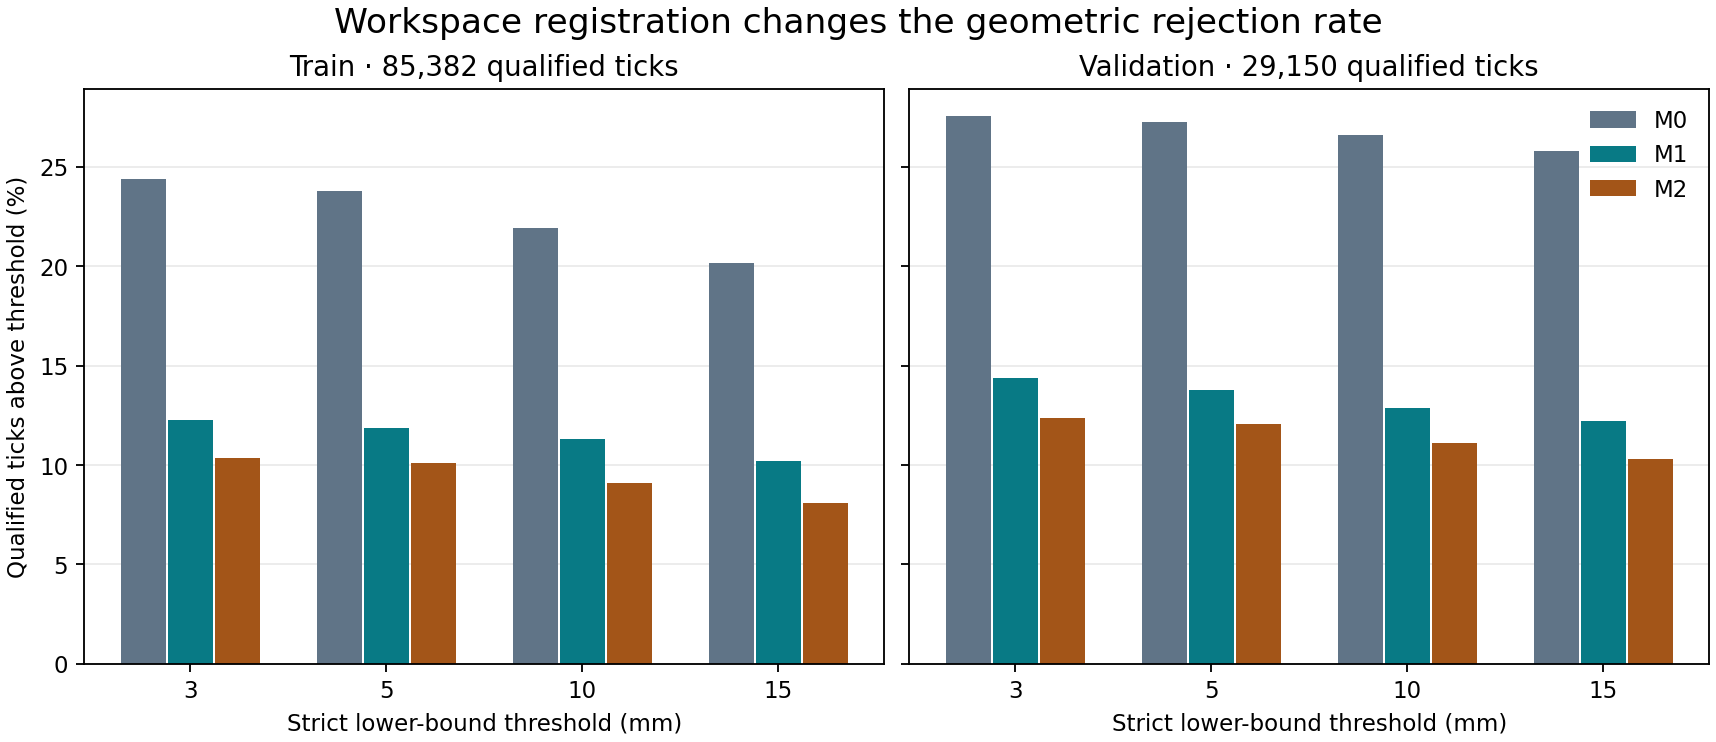 Workspace registration changes the geometric rejection rate
Train · 85,382 qualified ticks
Validation · 29,150 qualified ticks
Qualified ticks above threshold (%)
25
20
15
10
5
0
3 5 10 15
Strict lower-bound threshold (mm)
M0
M1
M2
3 5 10 15
Strict lower-bound threshold (mm)